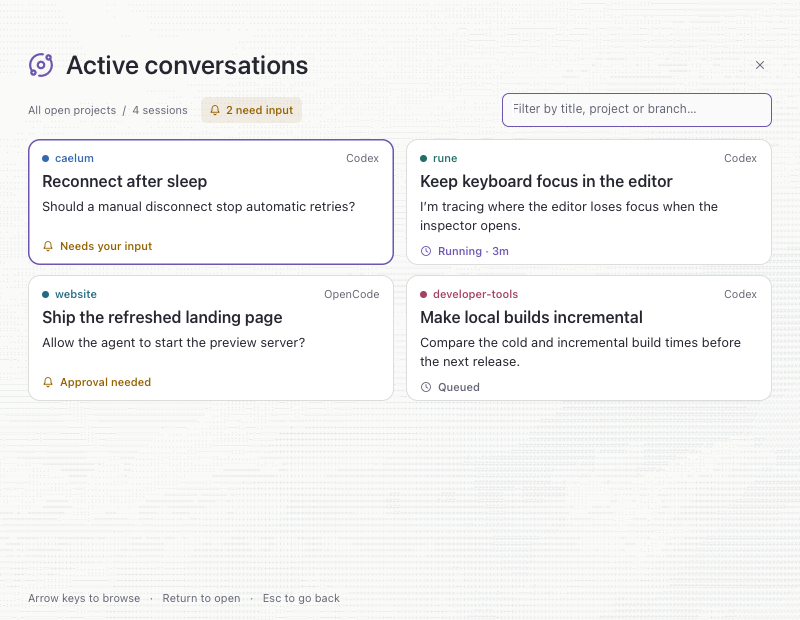 Active conversations
All open projects / 4 sessions
2 need input
Filter by title, project or branch...
caelum
Codex
Reconnect after sleep
Should a manual disconnect stop automatic retries?
Needs your input
rune
Codex
Keep keyboard focus in the editor
I’m tracing where the editor loses focus when the
inspector opens.
Running · 3m
website
OpenCode
Ship the refreshed landing page
Allow the agent to start the preview server?
Approval needed
developer-tools
Codex
Make local builds incremental
Compare the cold and incremental build times before
the next release.
Queued
Arrow keys to browse · Return to open · Esc to go back